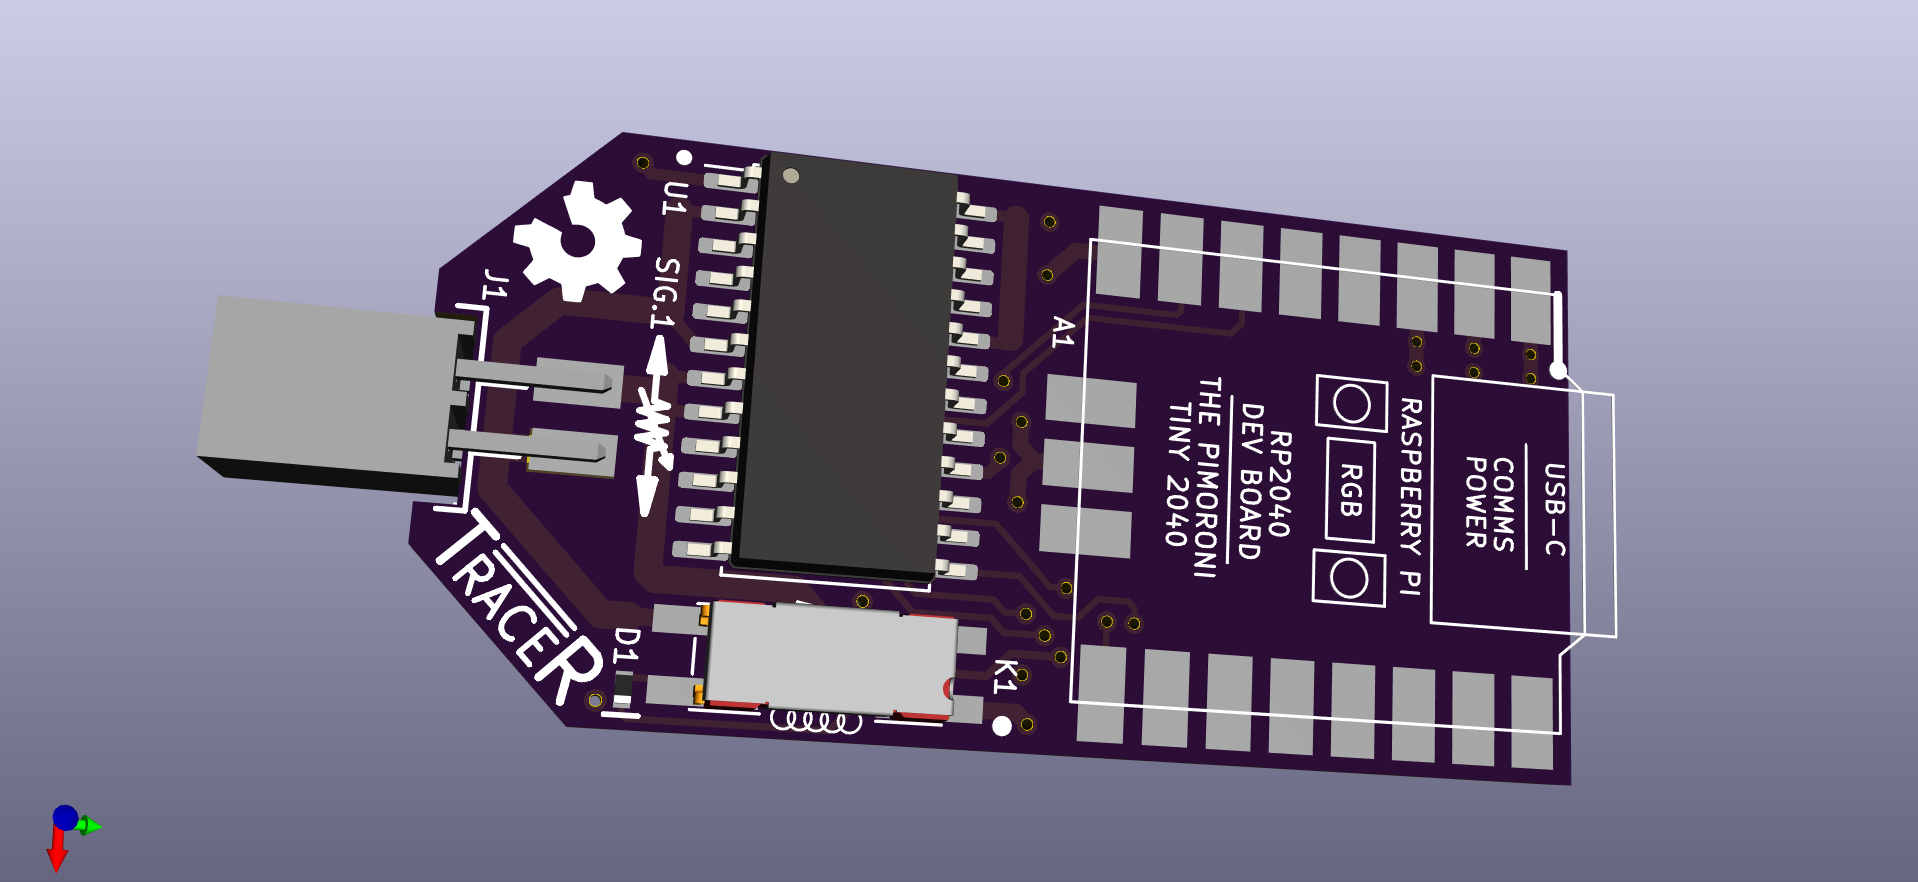 U1
J1
SIG.1
TRACER
D1
K1
A1
THE PIMORONI
TINY 2040
RP2040
DEV BOARD
RGB
RASPBERRY PI
USB-C
COMMS
POWER